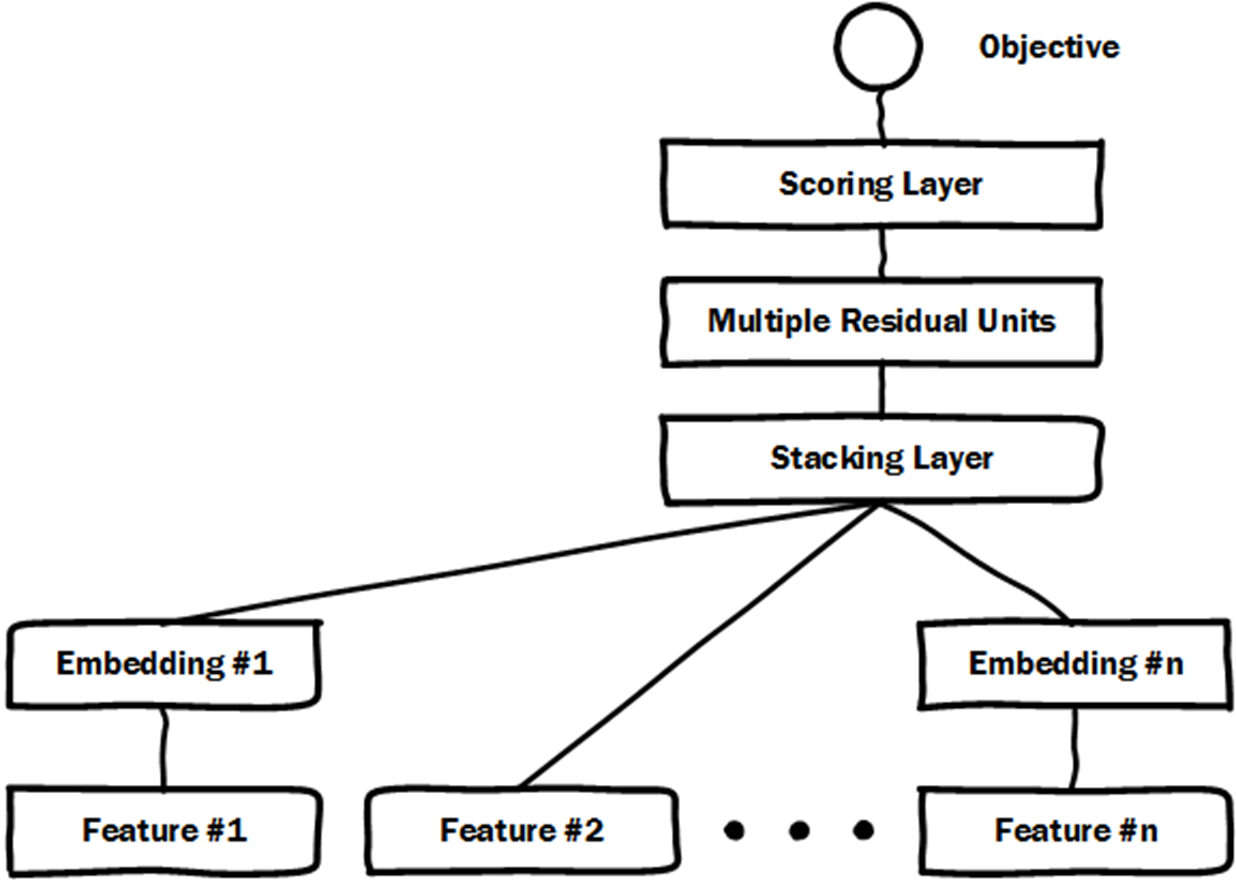 Objective
Scoring Layer
Multiple Residual Units
Stacking Layer
Embedding #1
Embedding #n
Feature #1
Feature #2
Feature #n